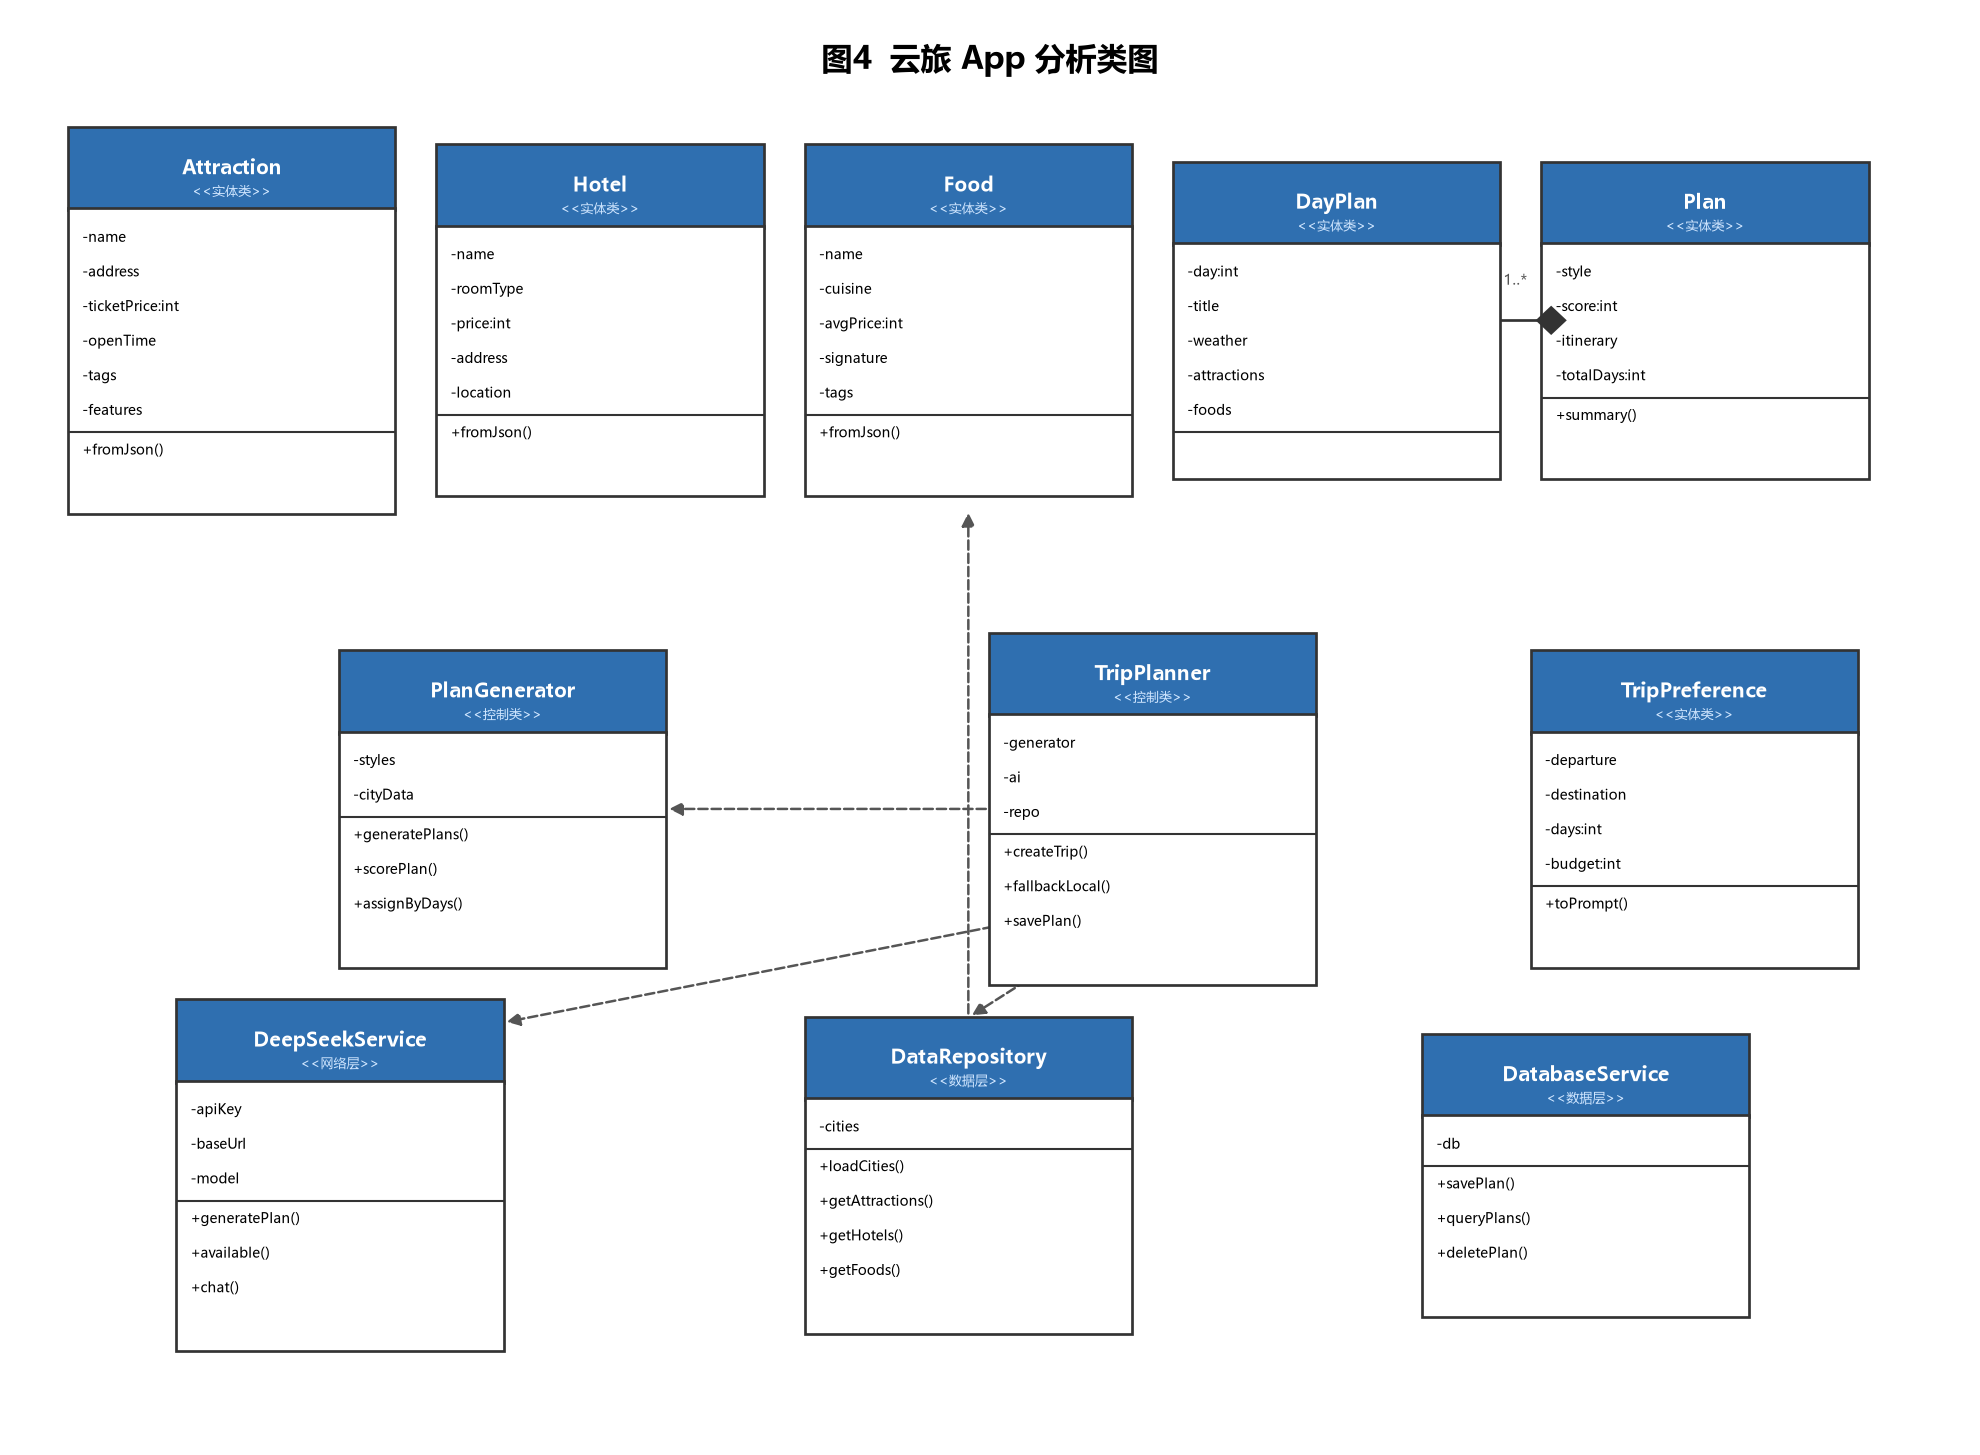 图4 云旅 App 分析类图
Attraction
<<实体类>>
-name
-address
-ticketPrice:int
-openTime
-tags
-features
+fromJson()
Hotel
<<实体类>>
-name
-roomType
-price:int
-address
-location
+fromJson()
Food
<<实体类>>
-name
-cuisine
-avgPrice:int
-signature
-tags
+fromJson()
DayPlan
<<实体类>>
-day:int
-title
-weather
-attractions
-foods
1..*
Plan
<<实体类>>
-style
-score:int
-itinerary
-totalDays:int
+summary()
PlanGenerator
<<控制类>>
-styles
-cityData
+generatePlans()
+scorePlan()
+assignByDays()
TripPlanner
<<控制类>>
-generator
-ai
-repo
+createTrip()
+fallbackLocal()
+savePlan()
TripPreference
<<实体类>>
-departure
-destination
-days:int
-budget:int
+toPrompt()
DeepSeekService
<<网络层>>
-apiKey
-baseUrl
-model
+generatePlan()
+available()
+chat()
DataRepository
<<数据层>>
-cities
+loadCities()
+getAttractions()
+getHotels()
+getFoods()
DatabaseService
<<数据层>>
-db
+savePlan()
+queryPlans()
+deletePlan()